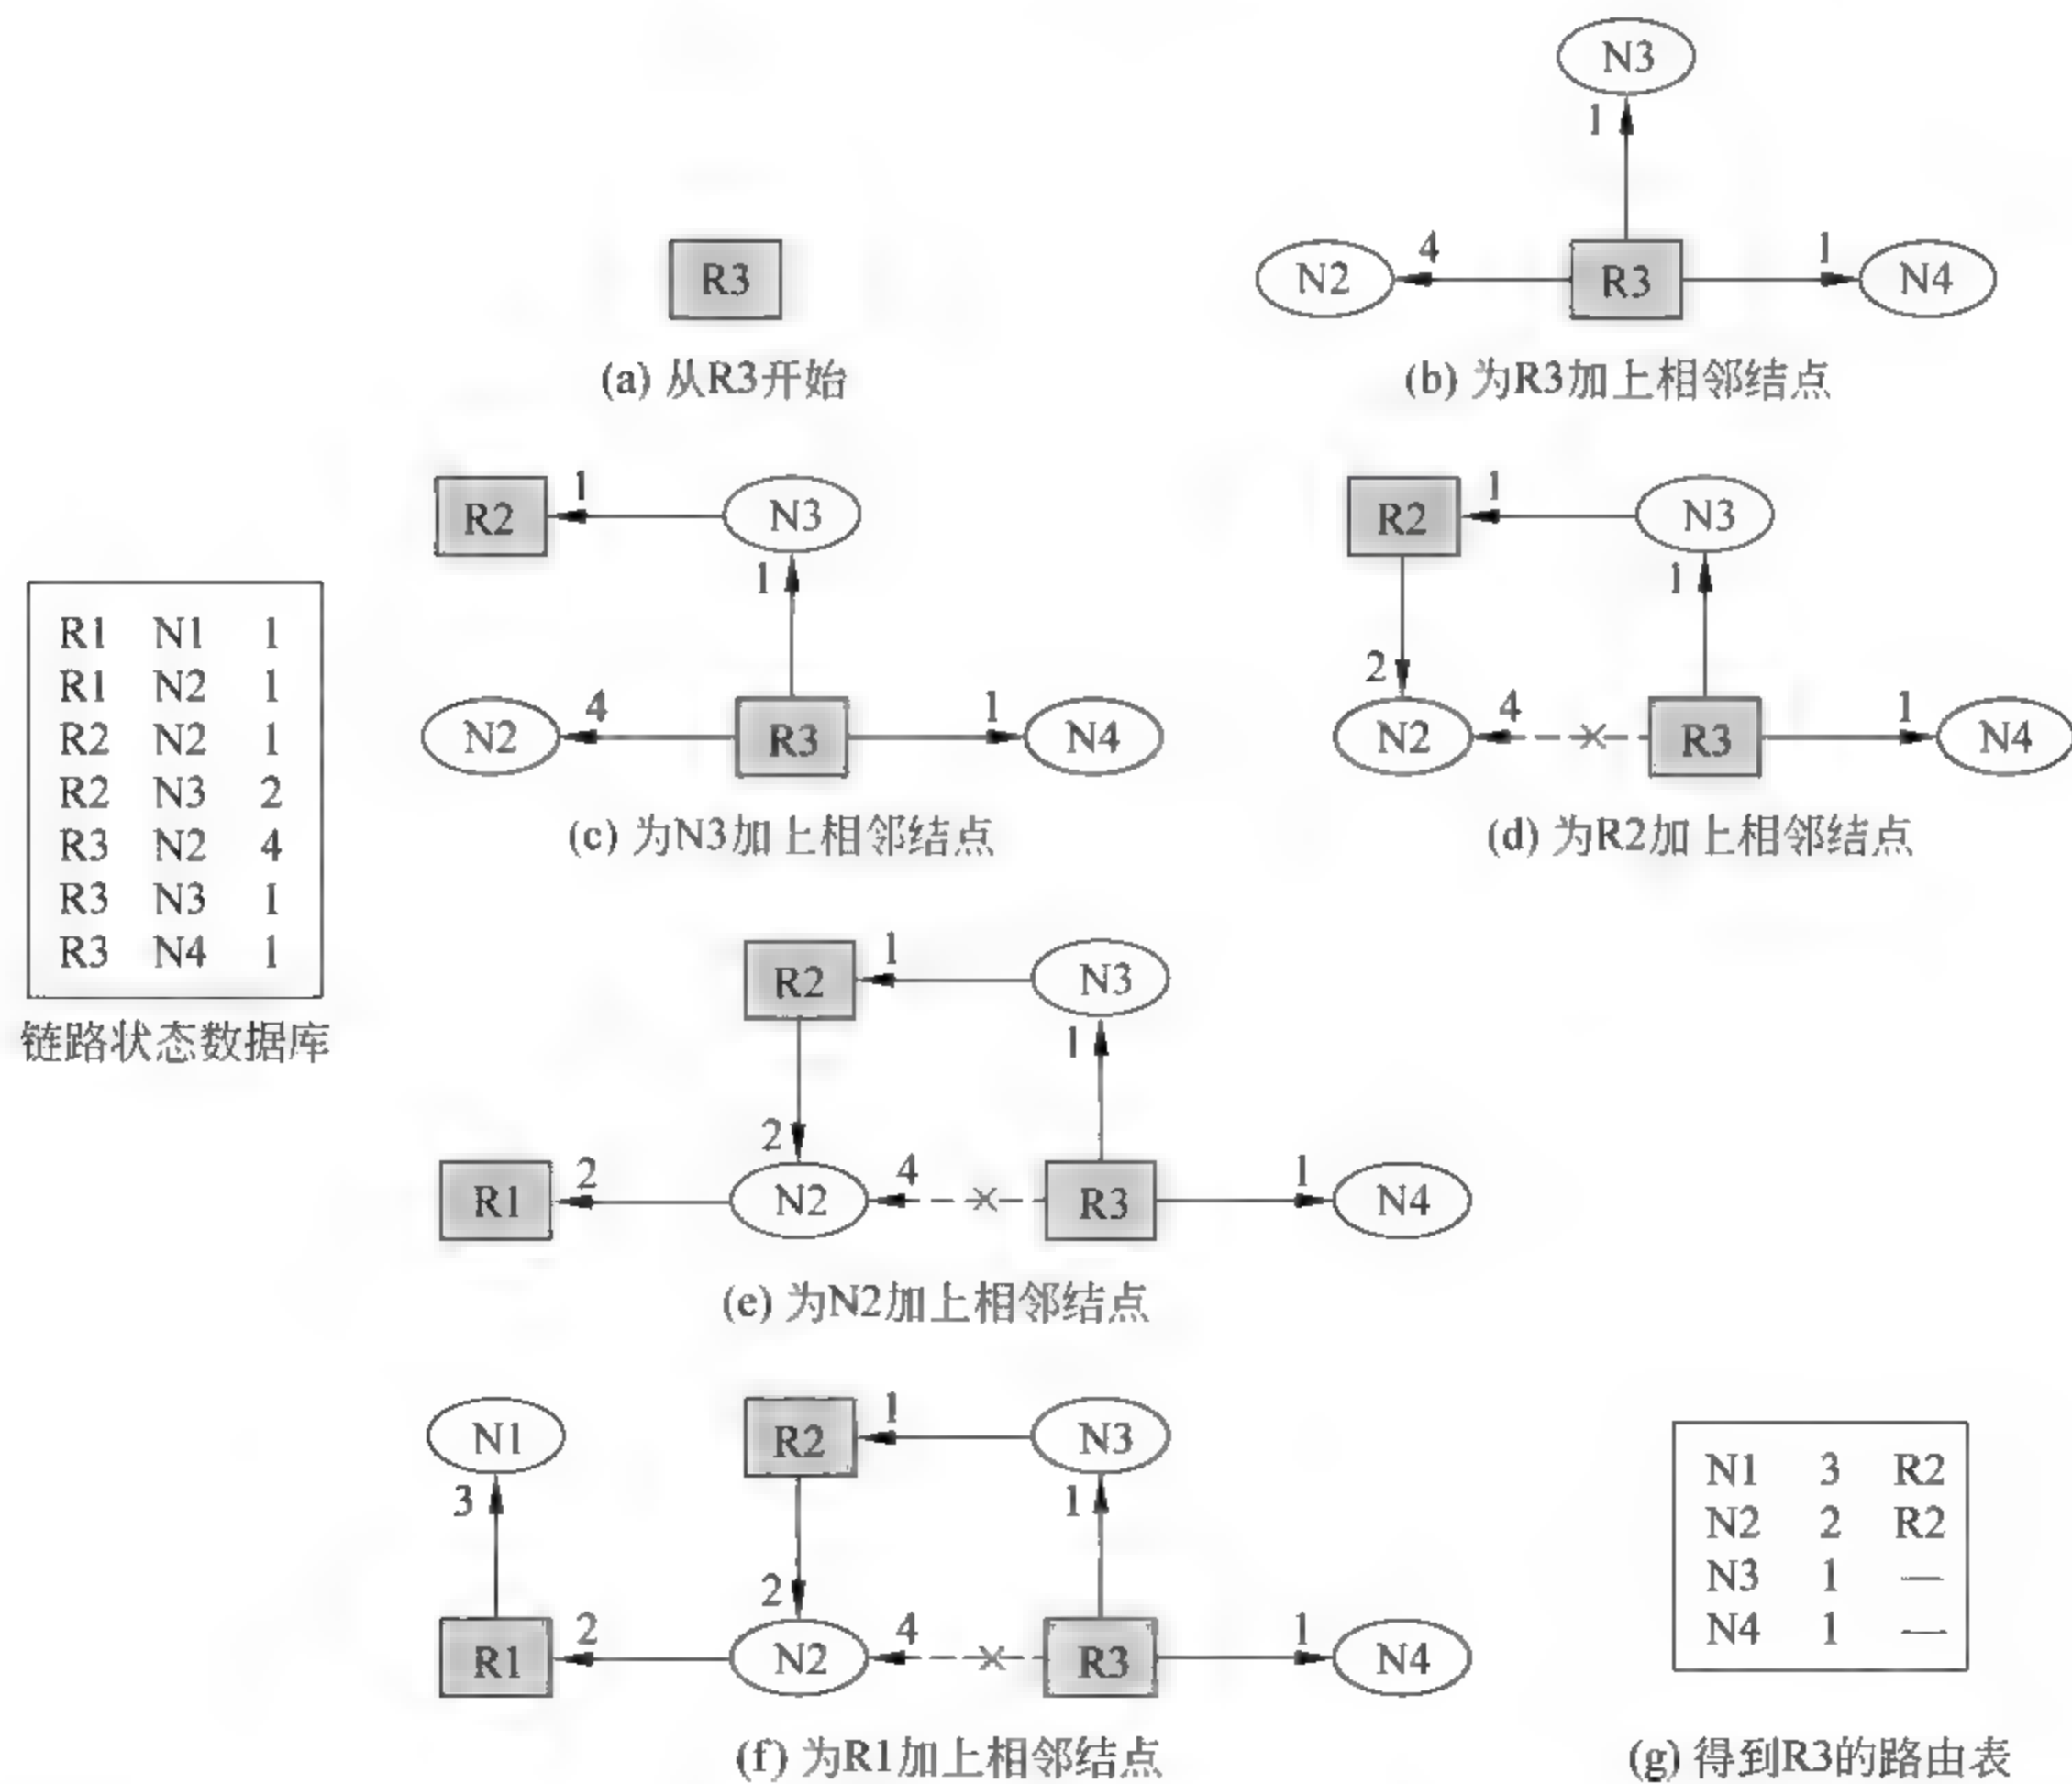 N3
1
N2
4
R3
1
N4
R3
(a) 从R3开始
(b) 为R3加上相邻结点
R2
1
N3
1
N2
4
R3
1
N4
(c) 为N3加上相邻结点
R2
1
N3
1
2
N2
4
R3
1
N4
(d) 为R2加上相邻结点
R1 N1 1
R1 N2 1
R2 N2 1
R2 N3 2
R3 N2 4
R3 N3 1
R3 N4 1
链路状态数据库
R2
1
N3
1
2
R1
2
N2
4
R3
1
N4
(e) 为N2加上相邻结点
N1
3
R2
1
N3
1
2
R1
2
N2
4
R3
1
N4
(f) 为R1加上相邻结点
N1 3 R2
N2 2 R2
N3 1 —
N4 1 —
(g) 得到R3的路由表